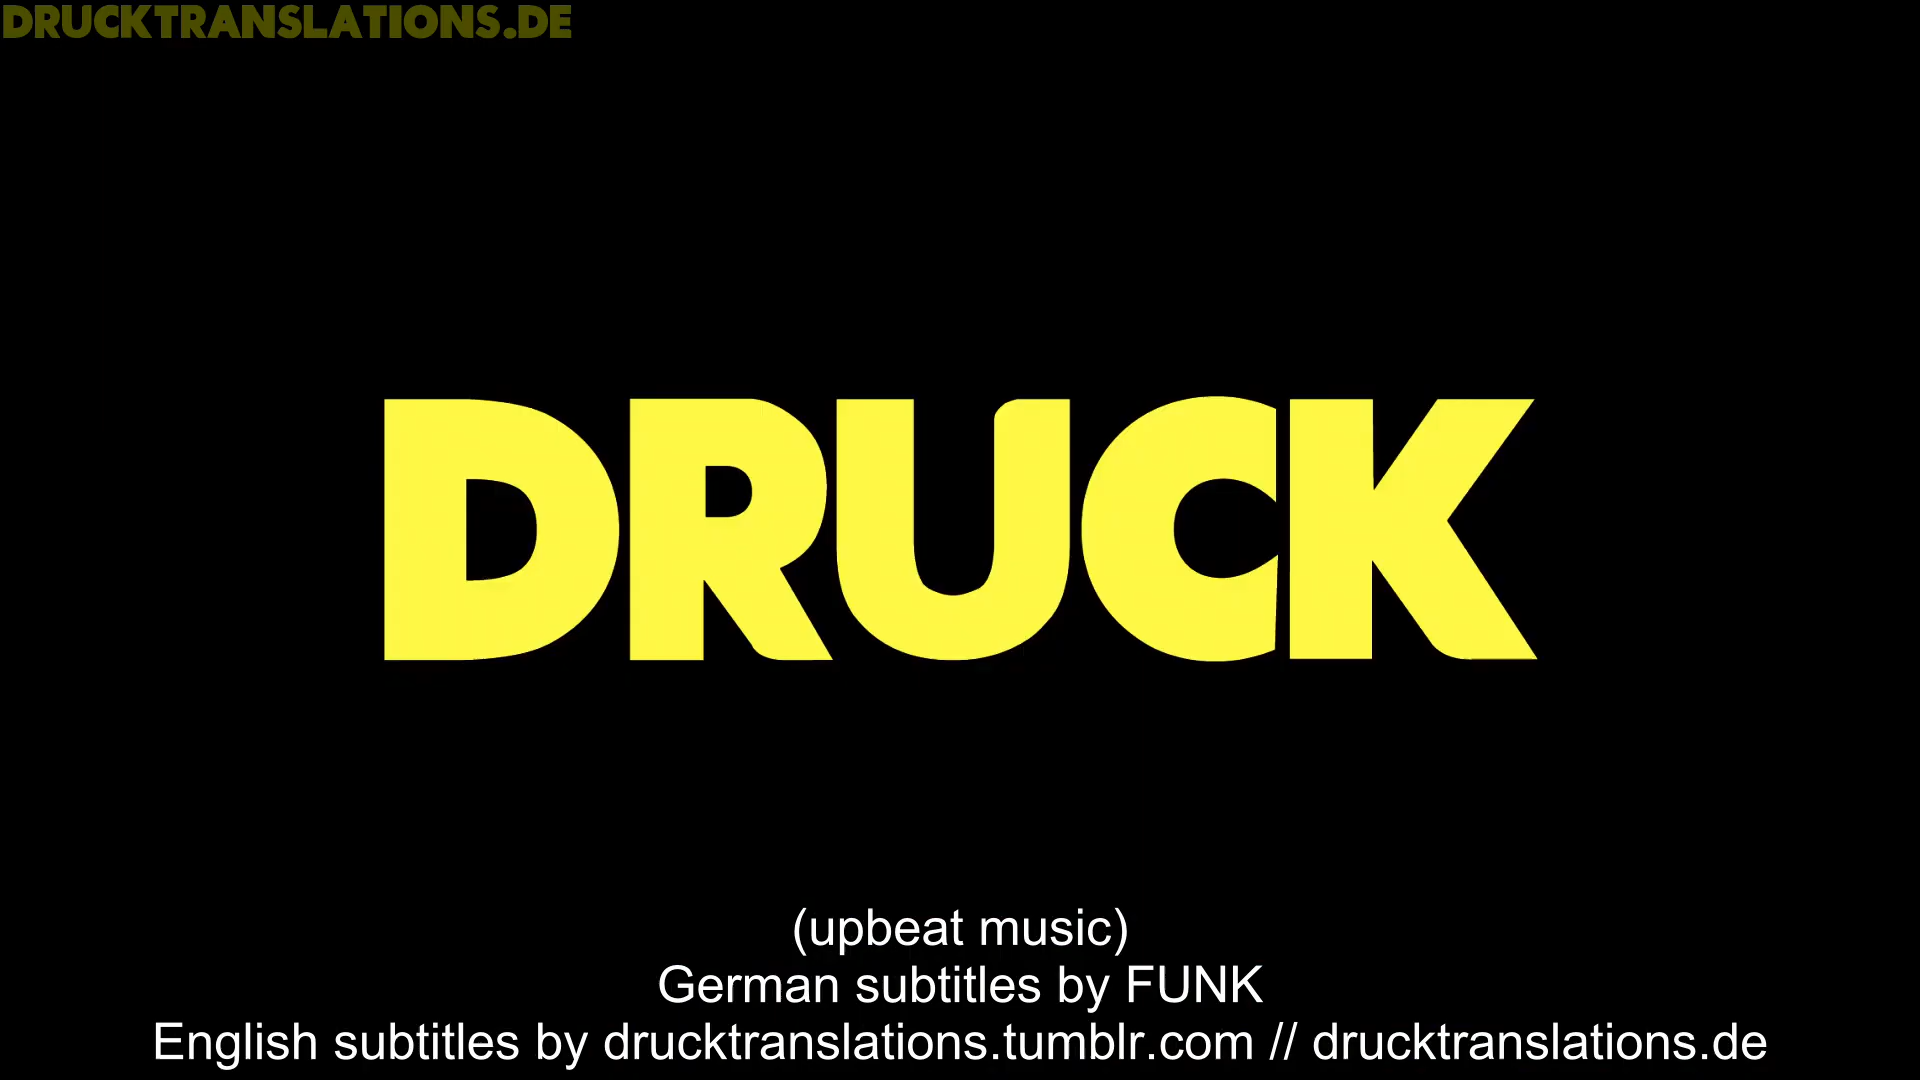 DRUCKTRANSLATIONS.DE
DRUCK
(upbeat music)
German subtitles by FUNK
English subtitles by drucktranslations.tumblr.com // drucktranslations.de